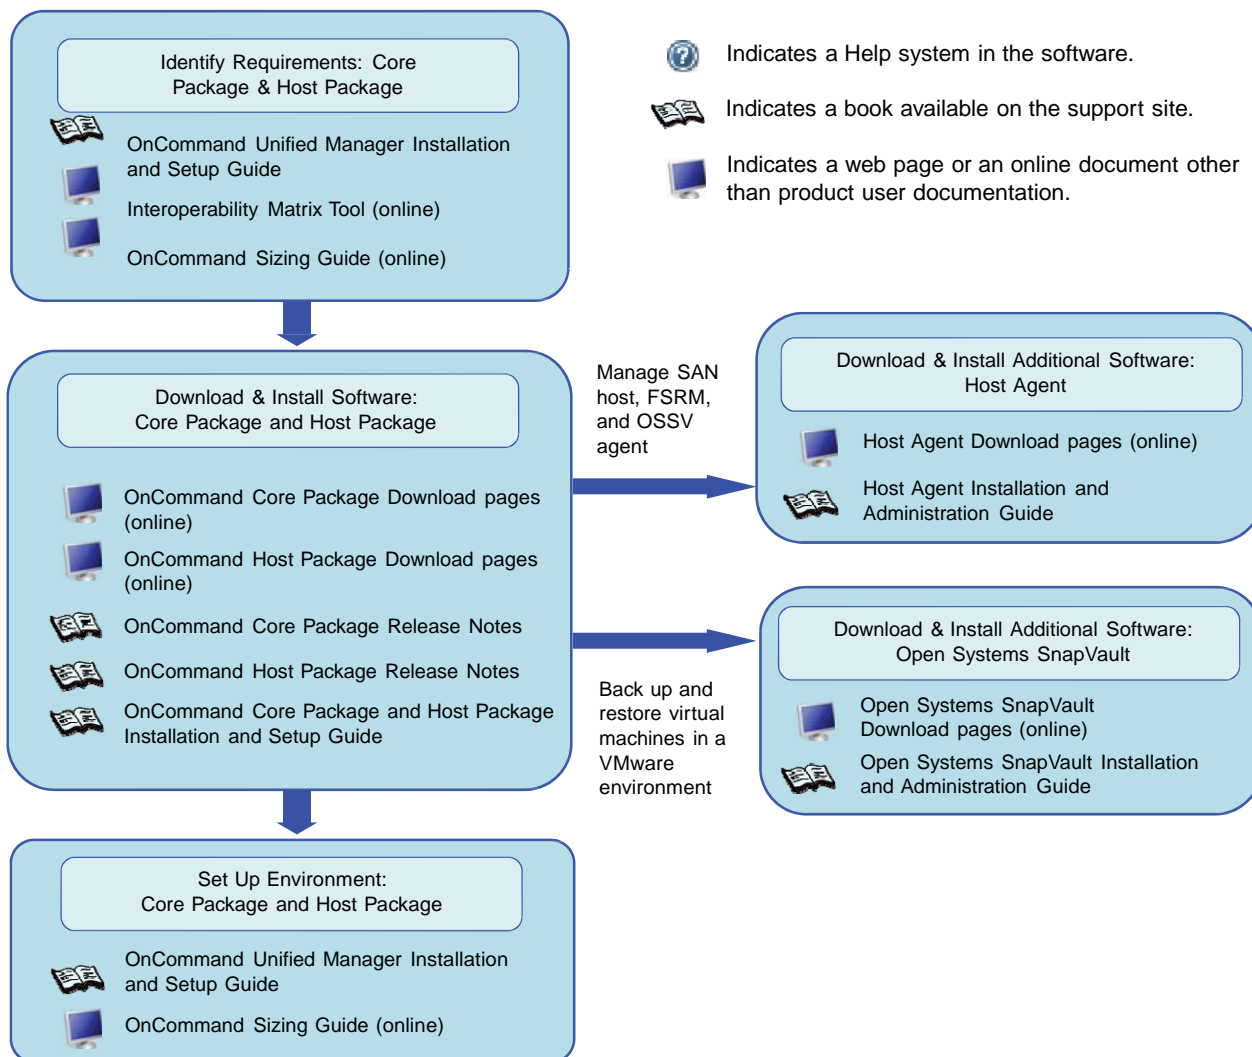 Identify Requirements: Core
Package & Host Package
OnCommand Unified Manager Installation
and Setup Guide
Interoperability Matrix Tool (online)
OnCommand Sizing Guide (online)
Indicates a Help system in the software.
Indicates a book available on the support site.
Indicates a web page or an online document other
than product user documentation.
Download & Install Software:
Core Package and Host Package
OnCommand Core Package Download pages
(online)
OnCommand Host Package Download pages
(online)
OnCommand Core Package Release Notes
OnCommand Host Package Release Notes
OnCommand Core Package and Host Package
Installation and Setup Guide
Manage SAN
host, FSRM,
and OSSV
agent
Download & Install Additional Software:
Host Agent
Host Agent Download pages (online)
Host Agent Installation and
Administration Guide
Back up and
restore virtual
machines in a
VMware
environment
Download & Install Additional Software:
Open Systems SnapVault
Open Systems SnapVault
Download pages (online)
Open Systems SnapVault Installation
and Administration Guide
Set Up Environment:
Core Package and Host Package
OnCommand Unified Manager Installation
and Setup Guide
OnCommand Sizing Guide (online)